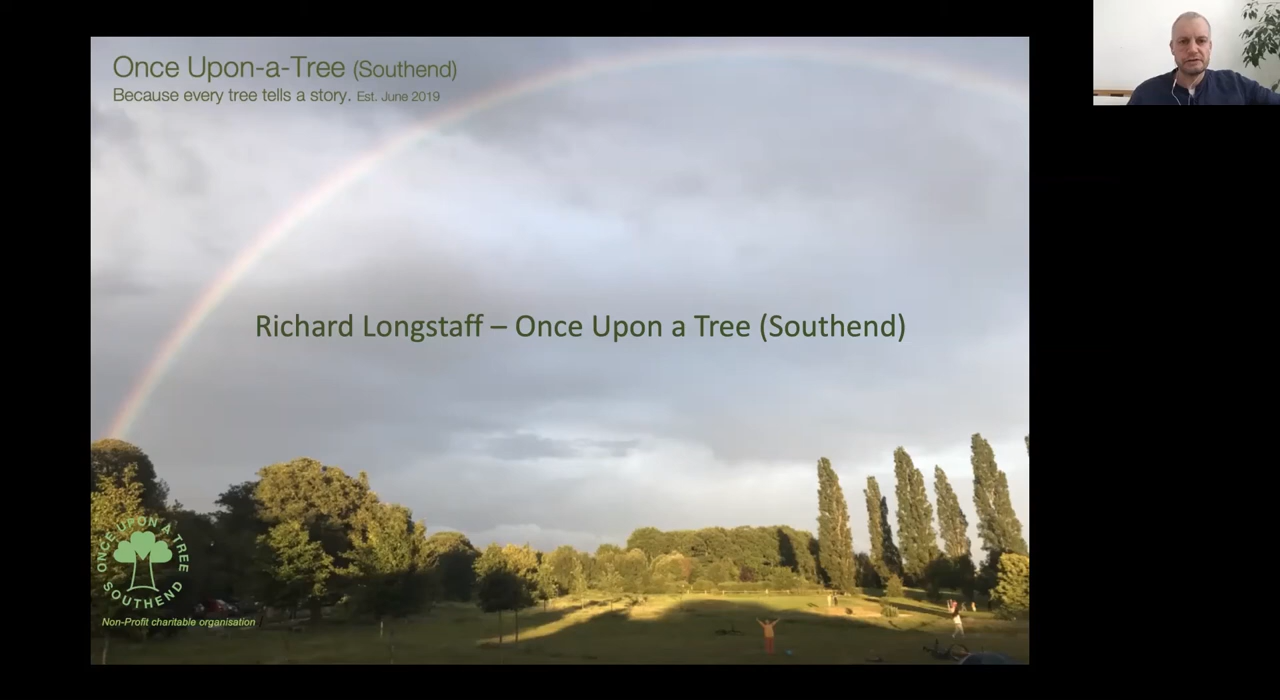 Once Upon-a-Tree (Southend)
Because every tree tells a story. Est. June 2019
Richard Longstaff – Once Upon a Tree (Southend)
ONCE UPON A TREE
SOUTHEND
Non-Profit charitable organisation